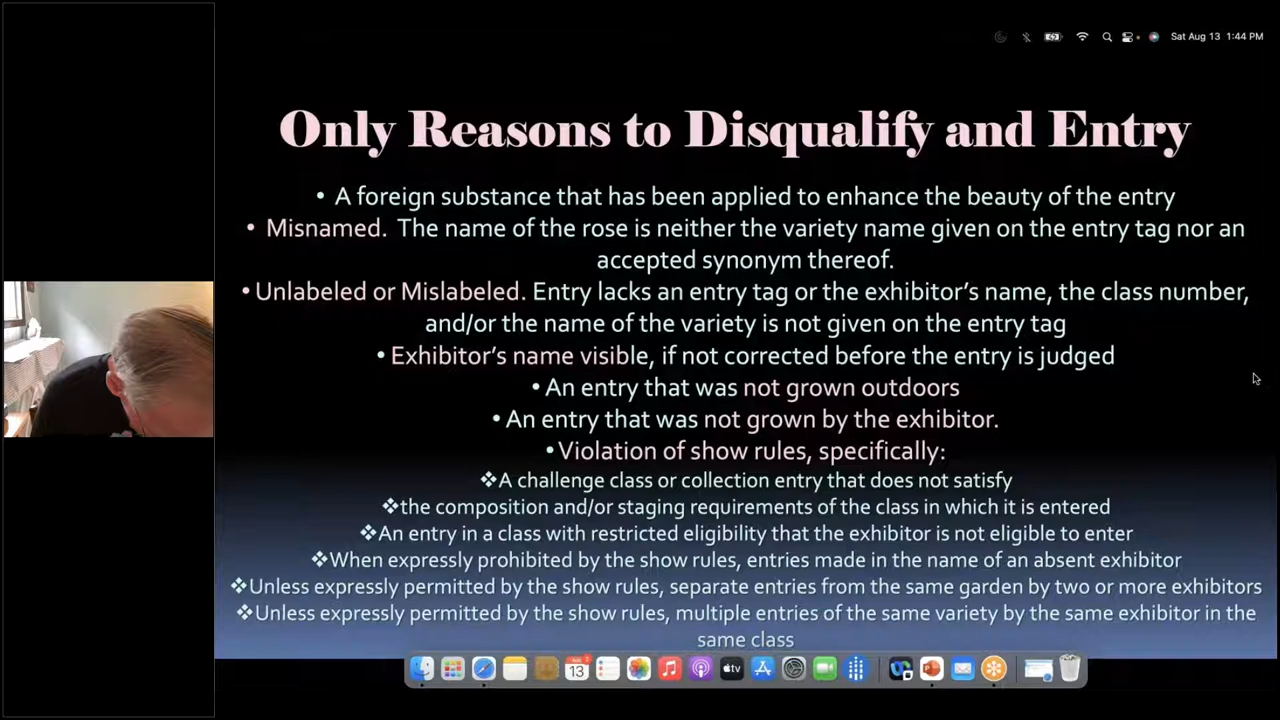 Sat Aug 13 1:44 PM
Only Reasons to Disqualify and Entry
• A foreign substance that has been applied to enhance the beauty of the entry
• Misnamed. The name of the rose is neither the variety name given on the entry tag nor an
accepted synonym thereof.
• Unlabeled or Mislabeled. Entry lacks an entry tag or the exhibitor's name, the class number,
and/or the name of the variety is not given on the entry tag
• Exhibitor's name visible, if not corrected before the entry is judged
• An entry that was not grown outdoors
• An entry that was not grown by the exhibitor.
• Violation of show rules, specifically:
❖A challenge class or collection entry that does not satisfy
❖the composition and/or staging requirements of the class in which it is entered
❖An entry in a class with restricted eligibility that the exhibitor is not eligible to enter
❖When expressly prohibited by the show rules, entries made in the name of an absent exhibitor
❖Unless expressly permitted by the show rules, separate entries from the same garden by two or more exhibitors
❖Unless expressly permitted by the show rules, multiple entries of the same variety by the same exhibitor in the
same class
13
tv